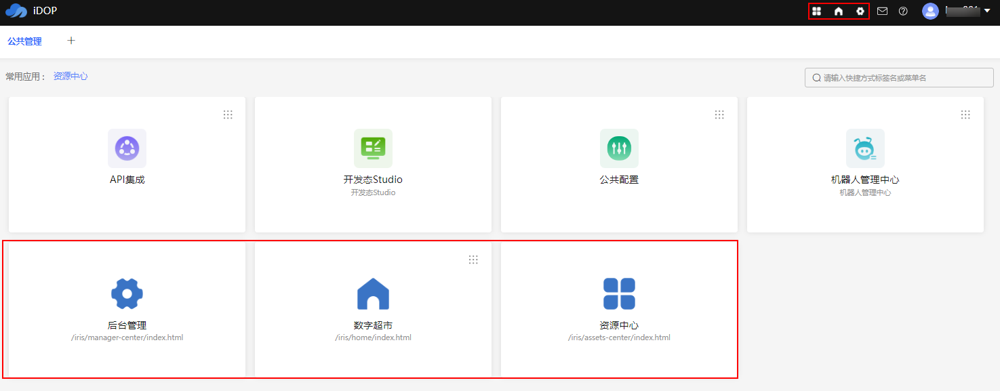 iDOP
公共管理 +
常用应用： 资源中心
请输入快捷方式标签名或菜单名
API集成
开发态Studio
开发态Studio
公共配置
机器人管理中心
机器人管理中心
后台管理
/iris/manager-center/index.html
数字超市
/iris/home/index.html
资源中心
/iris/assets-center/index.html